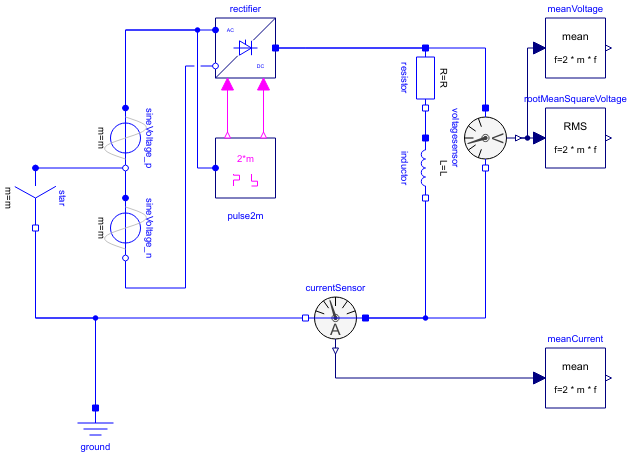 rectifier
meanVoltage
AC
DC
mean
f=2 * m * f
resistor
R=R
rootMeanSquareVoltage
RMS
f=2 * m * f
sineVoltage_p
m=m
voltagesensor
V
2*m
pulse2m
inductor
L=L
star
m=m
sineVoltage_n
m=m
currentSensor
A
meanCurrent
mean
f=2 * m * f
ground